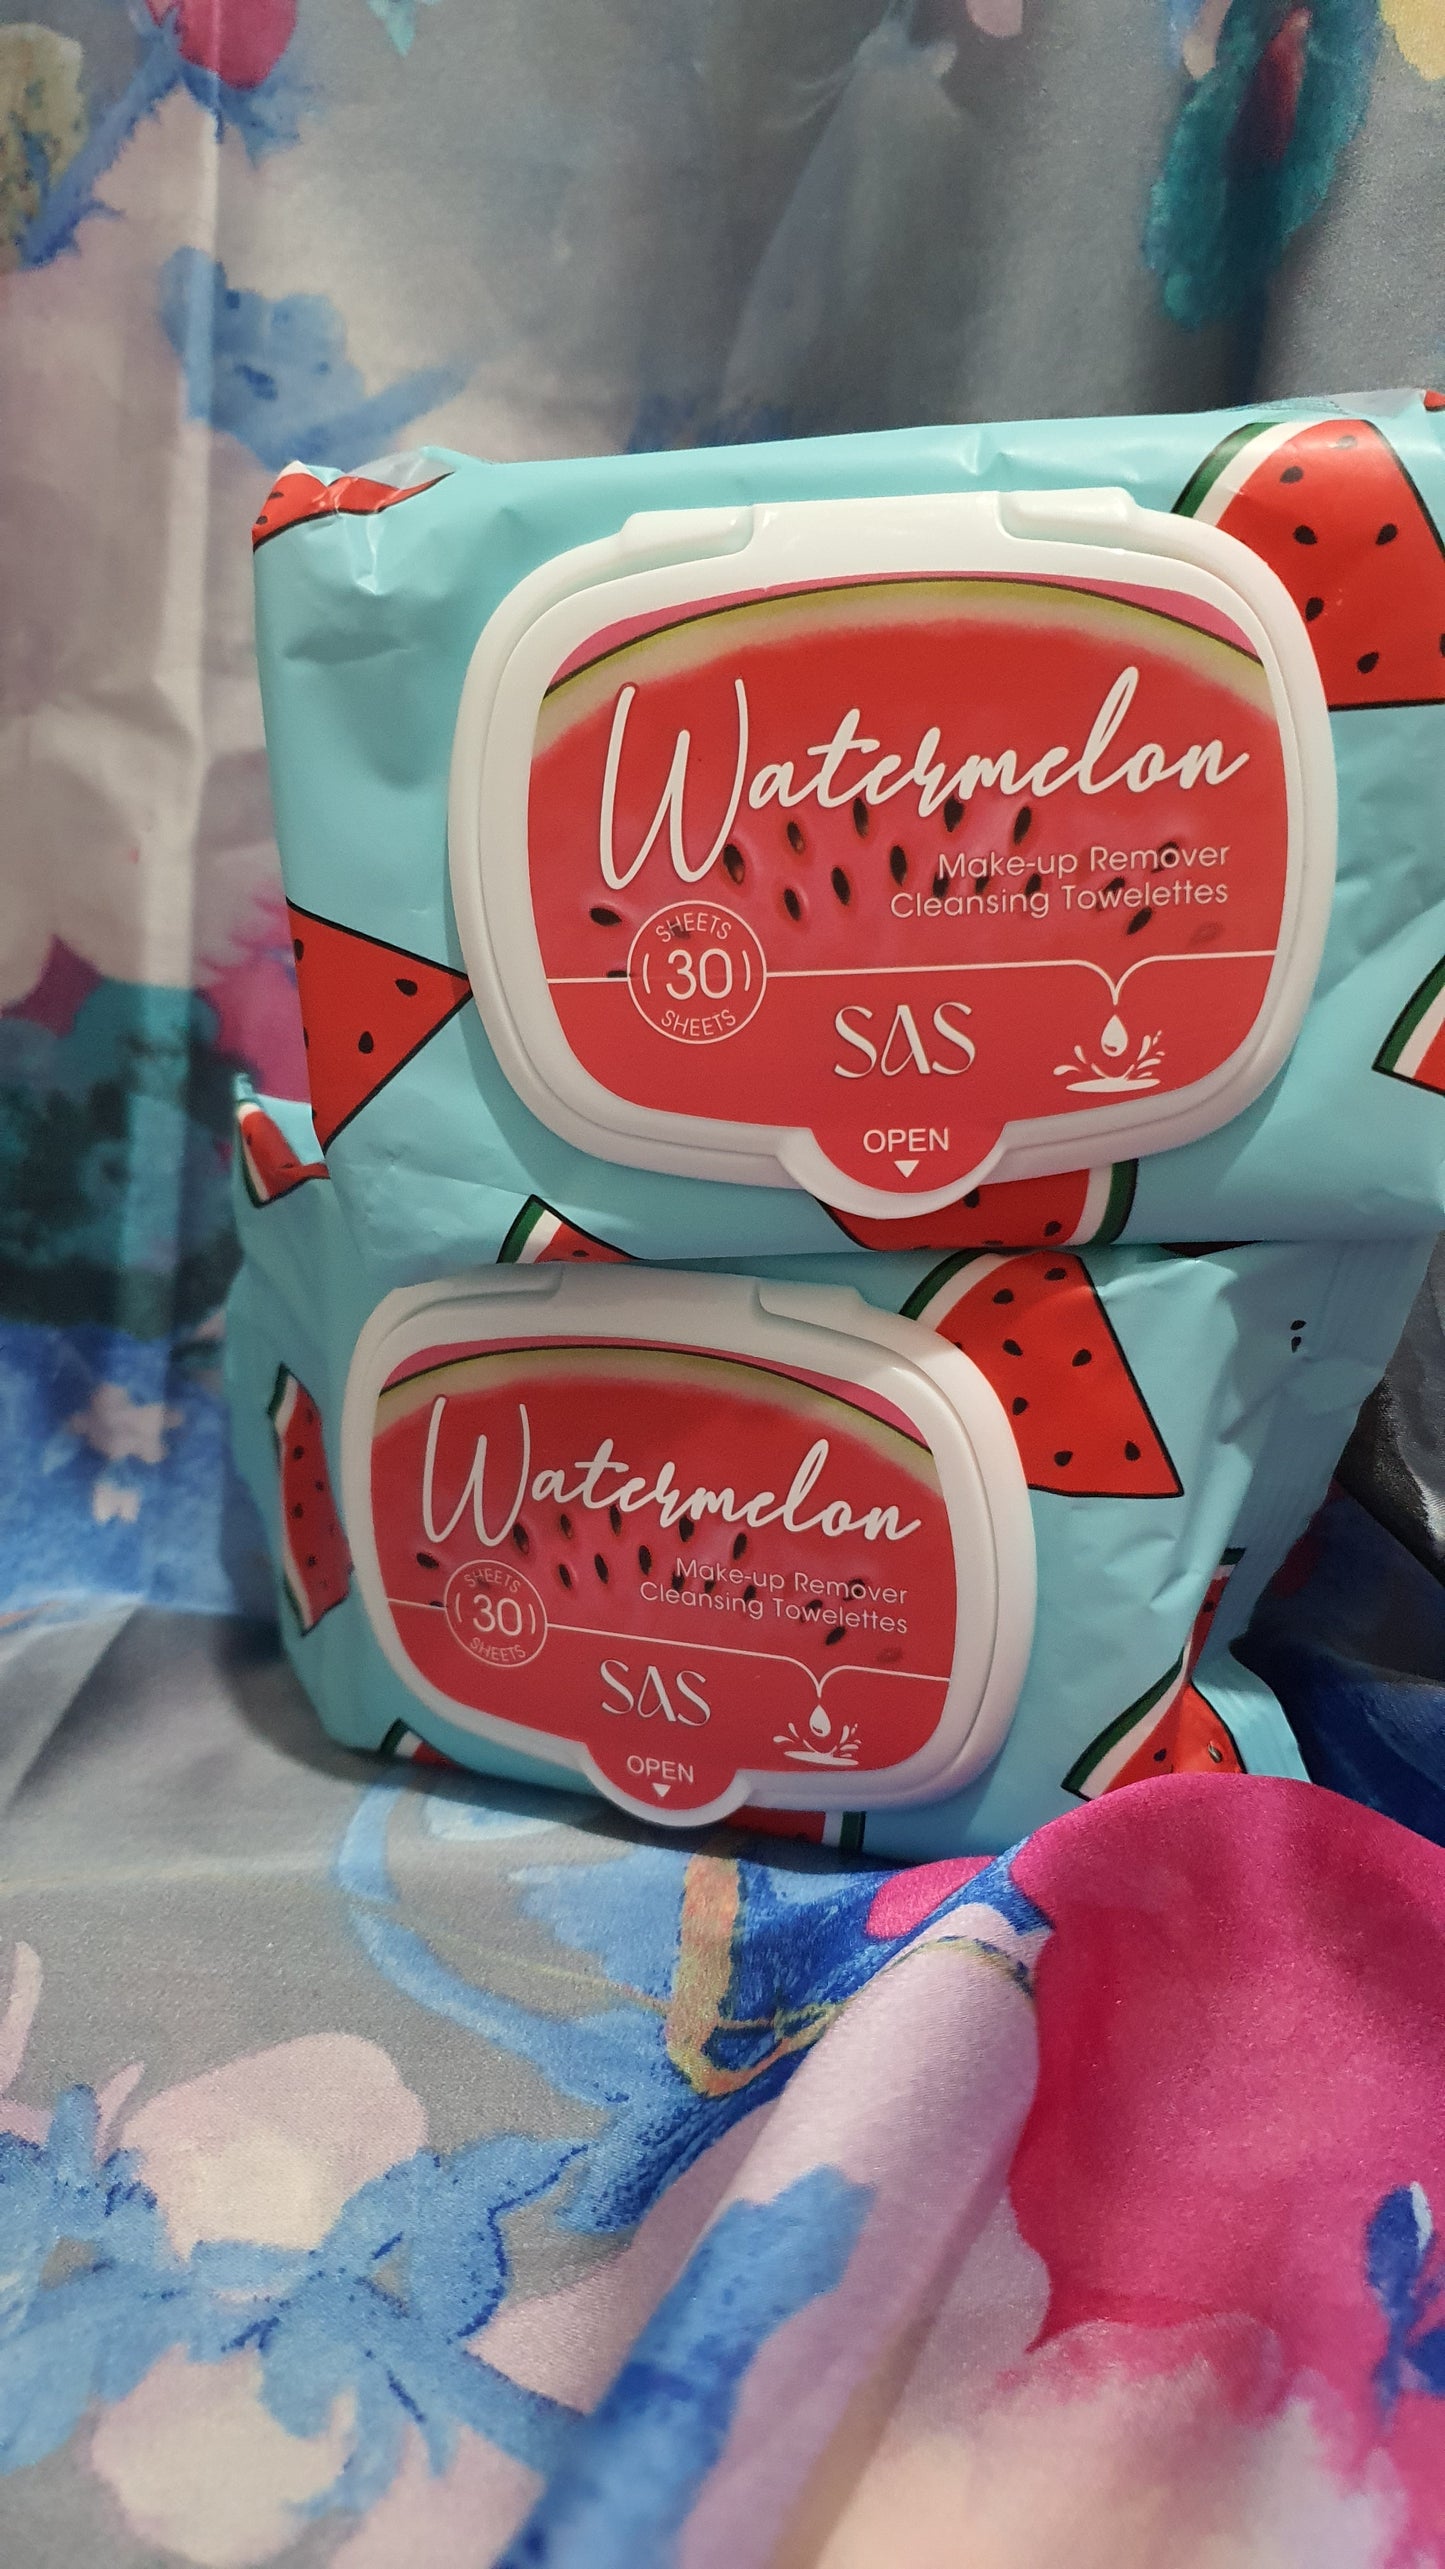 Watermelon
Make-up Remover
Cleansing Towelettes
SHEETS
30
SHEETS
SAS
OPEN
Watermelon
Make-up Remover
Cleansing Towelettes
SHEETS
30
SHEETS
SAS
OPEN